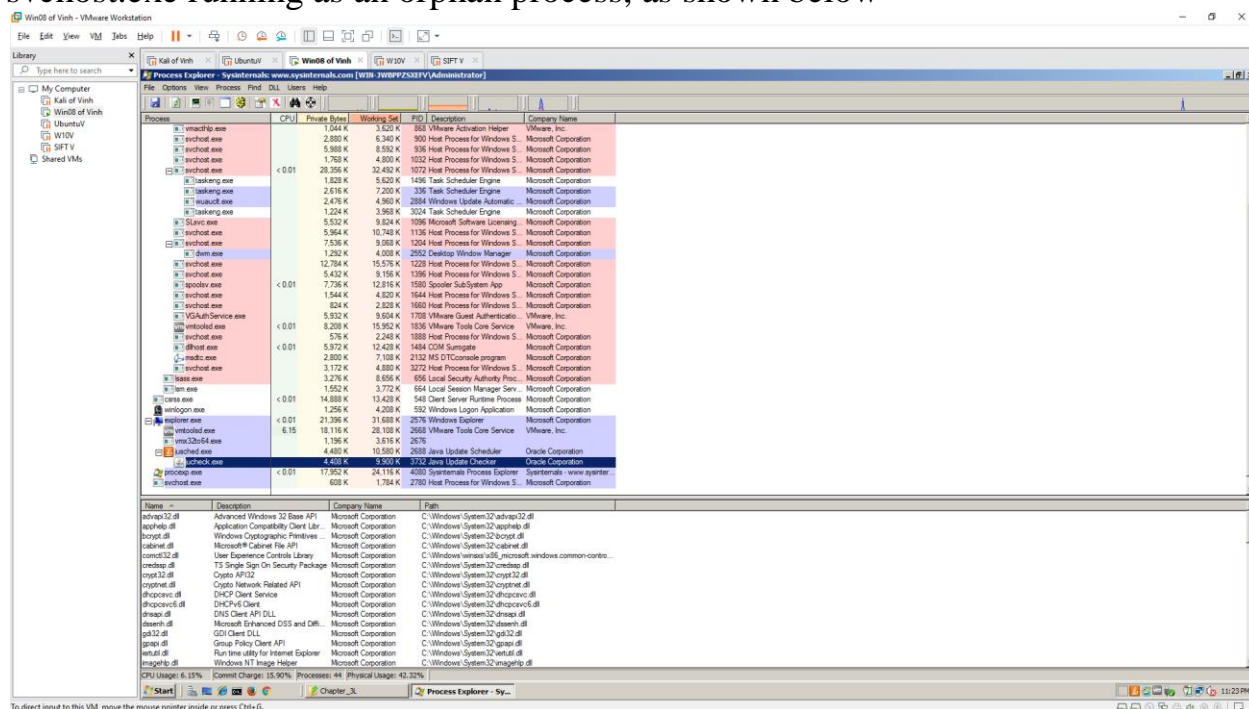 svchost.exe running as an orphan process, as shown below
Win08 of Vinh - VMware Workstation
File Edit View VM Tabs Help
Library
Type here to search
My Computer
Kali of Vinh
Win08 of Vinh
UbuntuV
W10V
SIFT V
Shared VMs
Kali of Vinh UbuntuV Win08 of Vinh W10V SIFT V
Process Explorer - Sysinternals: www.sysinternals.com [WIN-JWBPPZSXEFV\Administrator]
File Options View Process Find DLL Users Help
Process CPU Private Bytes Working Set PID Description Company Name
vmacthlp.exe 1,044 K 3,620 K 868 VMware Activation Helper VMware, Inc.
svchost.exe 2,880 K 6,340 K 900 Host Process for Windows S... Microsoft Corporation
svchost.exe 5,988 K 8,592 K 936 Host Process for Windows S... Microsoft Corporation
svchost.exe 1,768 K 4,800 K 1032 Host Process for Windows S... Microsoft Corporation
svchost.exe < 0.01 28,356 K 32,492 K 1072 Host Process for Windows S... Microsoft Corporation
taskeng.exe 1,828 K 5,620 K 1496 Task Scheduler Engine Microsoft Corporation
taskeng.exe 2,616 K 7,200 K 336 Task Scheduler Engine Microsoft Corporation
wuauclt.exe 2,476 K 4,960 K 2884 Windows Update Automatic ... Microsoft Corporation
taskeng.exe 1,224 K 3,968 K 3024 Task Scheduler Engine Microsoft Corporation
SLsvc.exe 5,532 K 9,824 K 1096 Microsoft Software Licensing... Microsoft Corporation
svchost.exe 5,964 K 10,748 K 1136 Host Process for Windows S... Microsoft Corporation
svchost.exe 7,536 K 9,068 K 1204 Host Process for Windows S... Microsoft Corporation
dwm.exe 1,292 K 4,008 K 2552 Desktop Window Manager Microsoft Corporation
svchost.exe 12,784 K 15,576 K 1228 Host Process for Windows S... Microsoft Corporation
svchost.exe 5,432 K 9,156 K 1396 Host Process for Windows S... Microsoft Corporation
spoolsv.exe < 0.01 7,736 K 12,816 K 1580 Spooler SubSystem App Microsoft Corporation
svchost.exe 1,544 K 4,820 K 1644 Host Process for Windows S... Microsoft Corporation
svchost.exe 824 K 2,828 K 1660 Host Process for Windows S... Microsoft Corporation
VGAuthService.exe 5,932 K 9,604 K 1708 VMware Guest Authenticatio... VMware, Inc.
vmtoolsd.exe < 0.01 8,208 K 15,952 K 1836 VMware Tools Core Service VMware, Inc.
svchost.exe 576 K 2,248 K 1888 Host Process for Windows S... Microsoft Corporation
dllhost.exe < 0.01 5,972 K 12,428 K 1484 COM Surrogate Microsoft Corporation
msdtc.exe 2,800 K 7,108 K 2132 MS DTCconsole program Microsoft Corporation
svchost.exe 3,172 K 4,880 K 3272 Host Process for Windows S... Microsoft Corporation
lsass.exe 3,276 K 8,656 K 656 Local Security Authority Proc... Microsoft Corporation
lsm.exe 1,552 K 3,772 K 664 Local Session Manager Serv... Microsoft Corporation
csrss.exe < 0.01 14,888 K 13,428 K 548 Client Server Runtime Process Microsoft Corporation
winlogon.exe 1,256 K 4,208 K 592 Windows Logon Application Microsoft Corporation
explorer.exe < 0.01 21,396 K 31,688 K 2576 Windows Explorer Microsoft Corporation
vmtoolsd.exe 6.15 18,116 K 28,108 K 2668 VMware Tools Core Service VMware, Inc.
vmx32to64.exe 1,196 K 3,616 K 2676
jusched.exe 4,480 K 10,580 K 2688 Java Update Scheduler Oracle Corporation
jucheck.exe 4,408 K 9,900 K 3732 Java Update Checker Oracle Corporation
procexp.exe < 0.01 17,952 K 24,116 K 4080 Sysinternals Process Explorer Sysinternals - www.sysinter...
svchost.exe 608 K 1,784 K 2780 Host Process for Windows S... Microsoft Corporation
Name Description Company Name Path
advapi32.dll Advanced Windows 32 Base API Microsoft Corporation C:\Windows\System32\advapi32.dll
apphelp.dll Application Compatibility Client Libr... Microsoft Corporation C:\Windows\System32\apphelp.dll
bcrypt.dll Windows Cryptographic Primitives ... Microsoft Corporation C:\Windows\System32\bcrypt.dll
cabinet.dll Microsoft® Cabinet File API Microsoft Corporation C:\Windows\System32\cabinet.dll
comctl32.dll User Experience Controls Library Microsoft Corporation C:\Windows\winsxs\x86_microsoft.windows.common-contro...
credssp.dll TS Single Sign On Security Package Microsoft Corporation C:\Windows\System32\credssp.dll
crypt32.dll Crypto API32 Microsoft Corporation C:\Windows\System32\crypt32.dll
cryptnet.dll Crypto Network Related API Microsoft Corporation C:\Windows\System32\cryptnet.dll
dhcpcsvc.dll DHCP Client Service Microsoft Corporation C:\Windows\System32\dhcpcsvc.dll
dhcpcsvc6.dll DHCPv6 Client Microsoft Corporation C:\Windows\System32\dhcpcsvc6.dll
dnsapi.dll DNS Client API DLL Microsoft Corporation C:\Windows\System32\dnsapi.dll
dssenh.dll Microsoft Enhanced DSS and Diffi... Microsoft Corporation C:\Windows\System32\dssenh.dll
gdi32.dll GDI Client DLL Microsoft Corporation C:\Windows\System32\gdi32.dll
gpapi.dll Group Policy Client API Microsoft Corporation C:\Windows\System32\gpapi.dll
iertutil.dll Run time utility for Internet Explorer Microsoft Corporation C:\Windows\System32\iertutil.dll
imagehlp.dll Windows NT Image Helper Microsoft Corporation C:\Windows\System32\imagehlp.dll
CPU Usage: 6.15% Commit Charge: 15.90% Processes: 44 Physical Usage: 42.32%
Start Chapter_3L Process Explorer - Sy... 11:23 PM
To direct input to this VM, move the mouse pointer inside or press Ctrl+G.